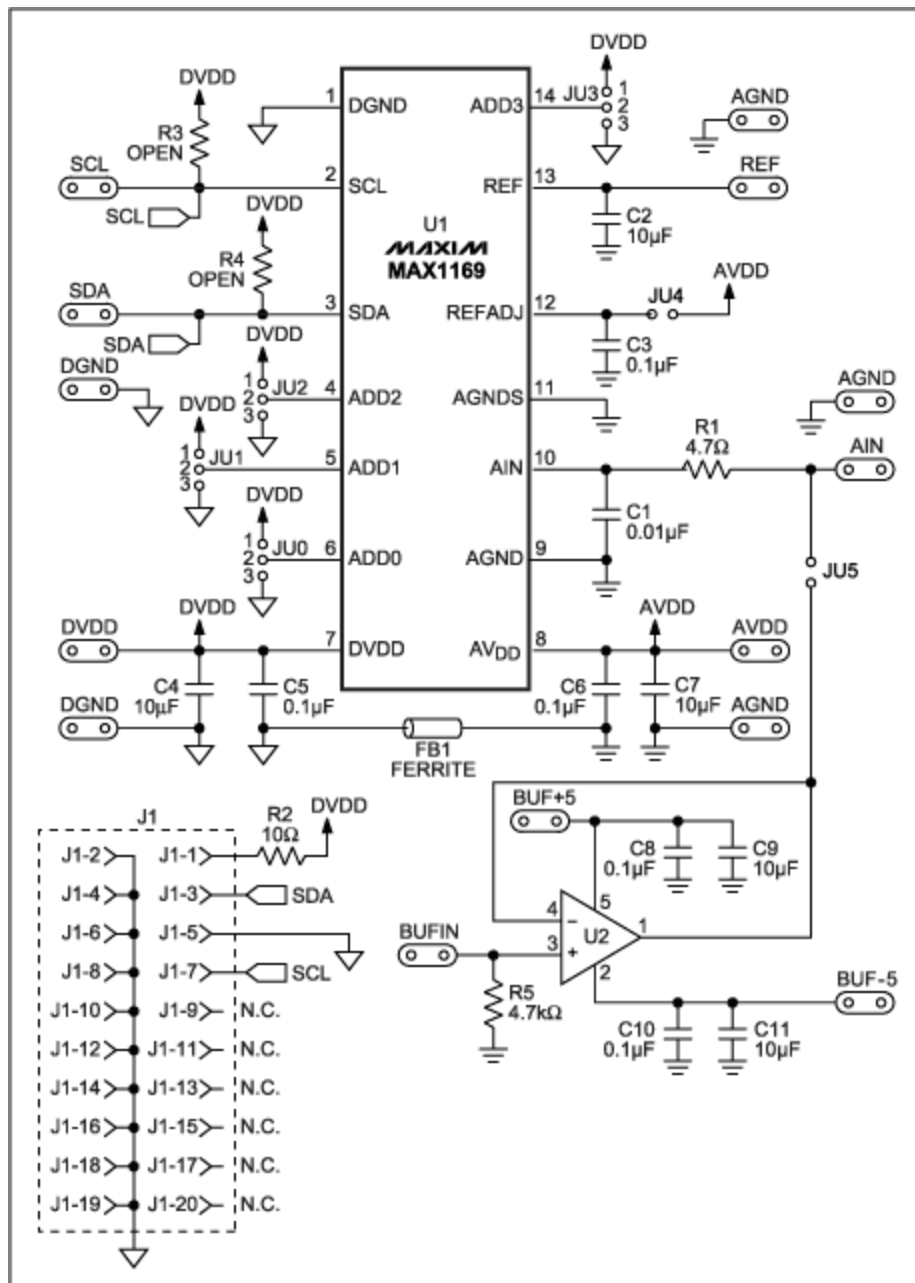 DVDD
R3
OPEN
SCL
SCL
DVDD
R4
OPEN
SDA
SDA
DGND
DVDD
1
2
3
JU2
DVDD
1
2
3
JU1
DVDD
1
2
3
JU0
DVDD
DVDD
C4
10µF
C5
0.1µF
DGND
1
DGND
2
SCL
3
SDA
4
ADD2
5
ADD1
6
ADD0
7
DVDD
U1
MAXIM
MAX1169
ADD3
14
REF
13
REFADJ
12
AGNDS
11
AIN
10
AGND
9
AVDD
8
DVDD
JU3
1
2
3
AGND
REF
C2
10µF
JU4
AVDD
C3
0.1µF
AGND
R1
4.7Ω
AIN
C1
0.01µF
JU5
AVDD
AVDD
C6
0.1µF
C7
10µF
AGND
FB1
FERRITE
J1
R2
10Ω
DVDD
J1-2
J1-1
J1-4
J1-3
SDA
J1-6
J1-5
J1-8
J1-7
SCL
J1-10
J1-9
N.C.
J1-12
J1-11
N.C.
J1-14
J1-13
N.C.
J1-16
J1-15
N.C.
J1-18
J1-17
N.C.
J1-19
J1-20
N.C.
BUF+5
C8
0.1µF
C9
10µF
4
−
5
U2
1
BUFIN
3
+
2
R5
4.7kΩ
BUF-5
C10
0.1µF
C11
10µF